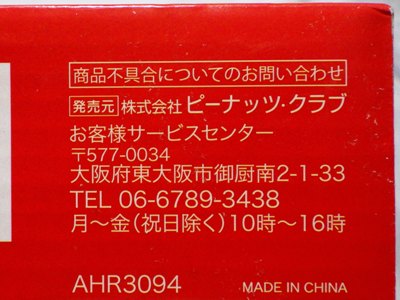 商品不具合についてのお問い合わせ
発売元 株式会社 ピーナッツ・クラブ
お客様サービスセンター
〒577-0034
大阪府東大阪市御厨南2-1-33
TEL 06-6789-3438
月～金(祝日除く)10時～16時
AHR3094 MADE IN CHINA